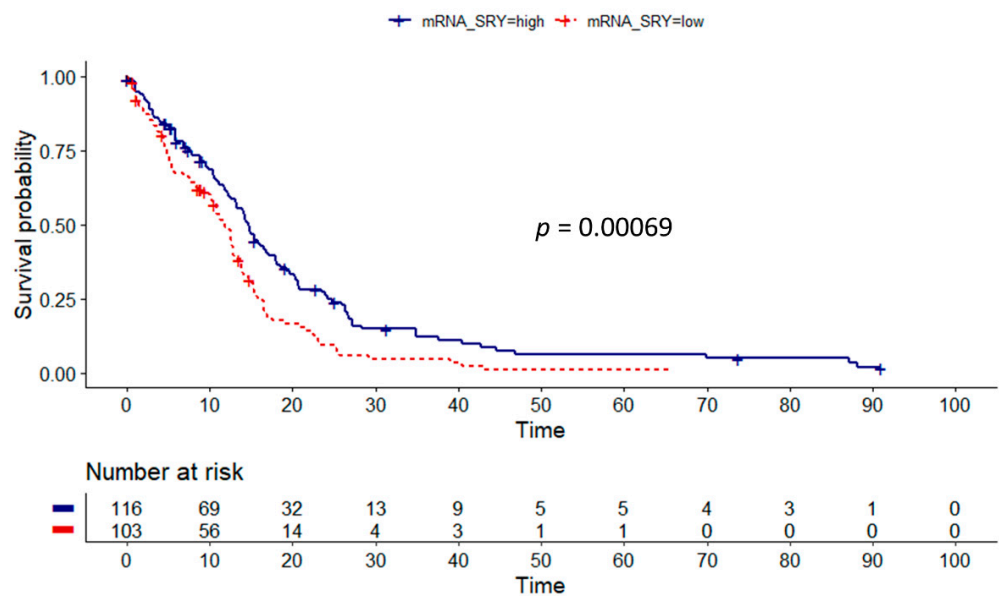 mRNA_SRY=high mRNA_SRY=low
1.00
0.75
0.50
0.25
0.00
Survival probability
p = 0.00069
0 10 20 30 40 50 60 70 80 90 100
Time
Number at risk
116 69 32 13 9 5 5 4 3 1 0
103 56 14 4 3 1 1 0 0 0 0
0 10 20 30 40 50 60 70 80 90 100
Time